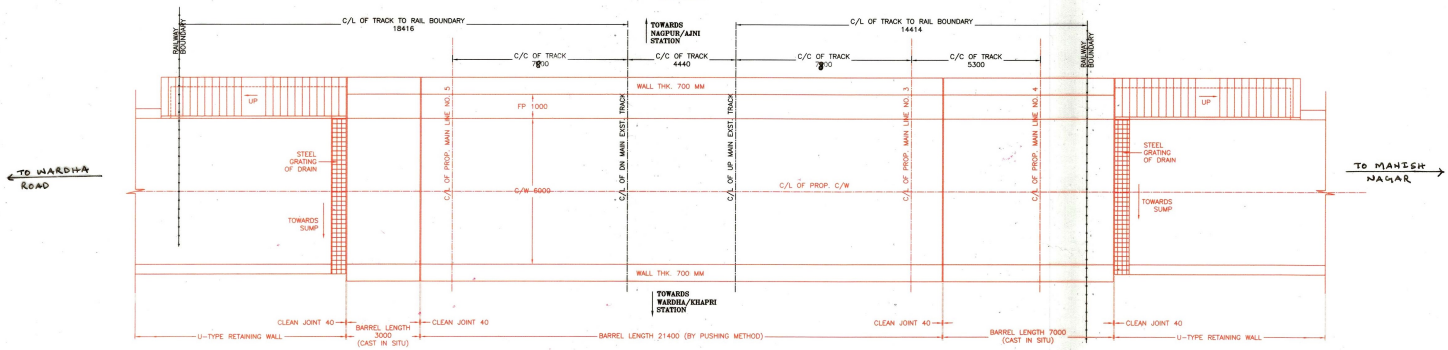 C/L OF TRACK TO RAIL BOUNDARY
18416
TOWARDS
NAGPUR/AJNI
STATION
C/L OF TRACK TO RAIL BOUNDARY
14414
RAILWAY
BOUNDARY
RAILWAY
BOUNDARY
C/C OF TRACK
C/C OF TRACK
4440
C/C OF TRACK
C/C OF TRACK
5300
WALL THK. 700 MM
UP
UP
FP 1000
C/L OF PROP. MAIN LINE NO. 5
C/L OF DN MAIN EXST. TRACK
C/L OF UP MAIN EXST. TRACK
C/L OF PROP. MAIN LINE NO. 3
C/L OF PROP. MAIN LINE NO. 4
STEEL
GRATING
OF DRAIN
STEEL
GRATING
OF DRAIN
TO WARDHA
ROAD
TO MANISH
NAGAR
C/W 6000
C/L OF PROP. C/W
TOWARDS
SUMP
TOWARDS
SUMP
WALL THK. 700 MM
TOWARDS
WARDHA/KHAPRI
STATION
CLEAN JOINT 40
CLEAN JOINT 40
CLEAN JOINT 40
CLEAN JOINT 40
U-TYPE RETAINING WALL
BARREL LENGTH
3000
(CAST IN SITU)
BARREL LENGTH 21400 (BY PUSHING METHOD)
BARREL LENGTH 7000
(CAST IN SITU)
U-TYPE RETAINING WALL